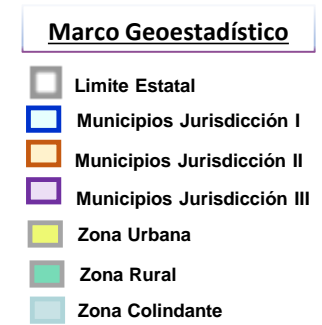 Marco Geoestadístico
Limite Estatal
Municipios Jurisdicción I
Municipios Jurisdicción II
Municipios Jurisdicción III
Zona Urbana
Zona Rural
Zona Colindante